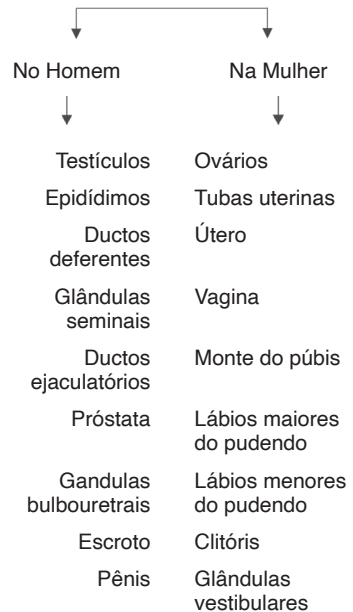 No Homem
Na Mulher
Testículos
Ovários
Epidídimos
Tubas uterinas
Ductos
deferentes
Útero
Glândulas
seminais
Vagina
Ductos
ejaculatórios
Monte do púbis
Próstata
Lábios maiores
do pudendo
Gandulas
bulbouretrais
Lábios menores
do pudendo
Escroto
Clitóris
Pênis
Glândulas
vestibulares